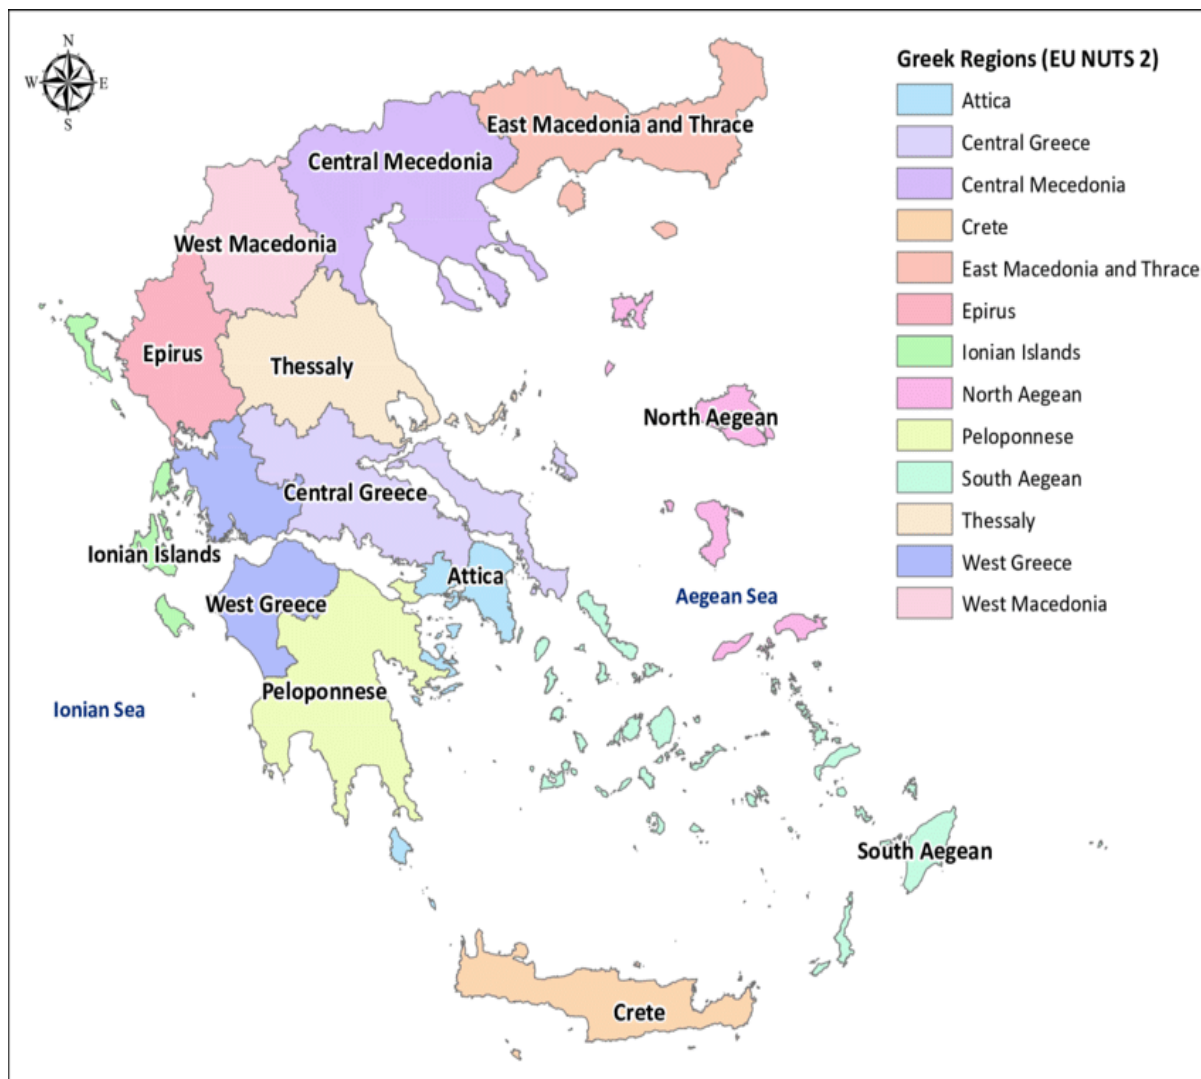 N
W E
S
Greek Regions (EU NUTS 2)
Attica
Central Greece
Central Mecedonia
Crete
East Macedonia and Thrace
Epirus
Ionian Islands
North Aegean
Peloponnese
South Aegean
Thessaly
West Greece
West Macedonia
East Macedonia and Thrace
Central Mecedonia
West Macedonia
Epirus
Thessaly
North Aegean
Central Greece
Ionian Islands
Attica
West Greece
Aegean Sea
Peloponnese
Ionian Sea
South Aegean
Crete